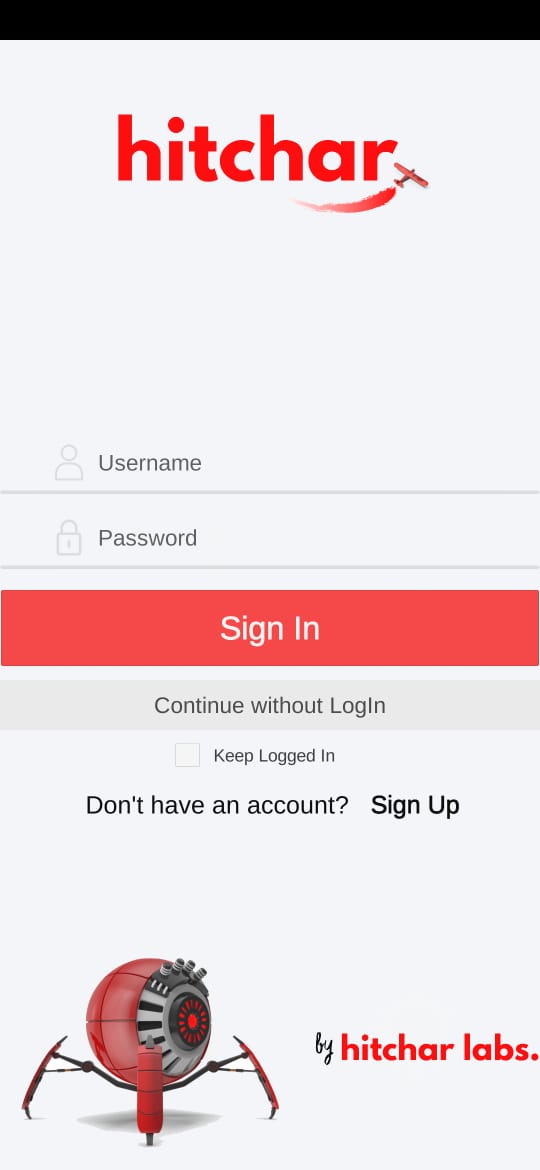 hitchar
Username
Password
Sign In
Continue without LogIn
Keep Logged In
Don't have an account? Sign Up
by hitchar labs.